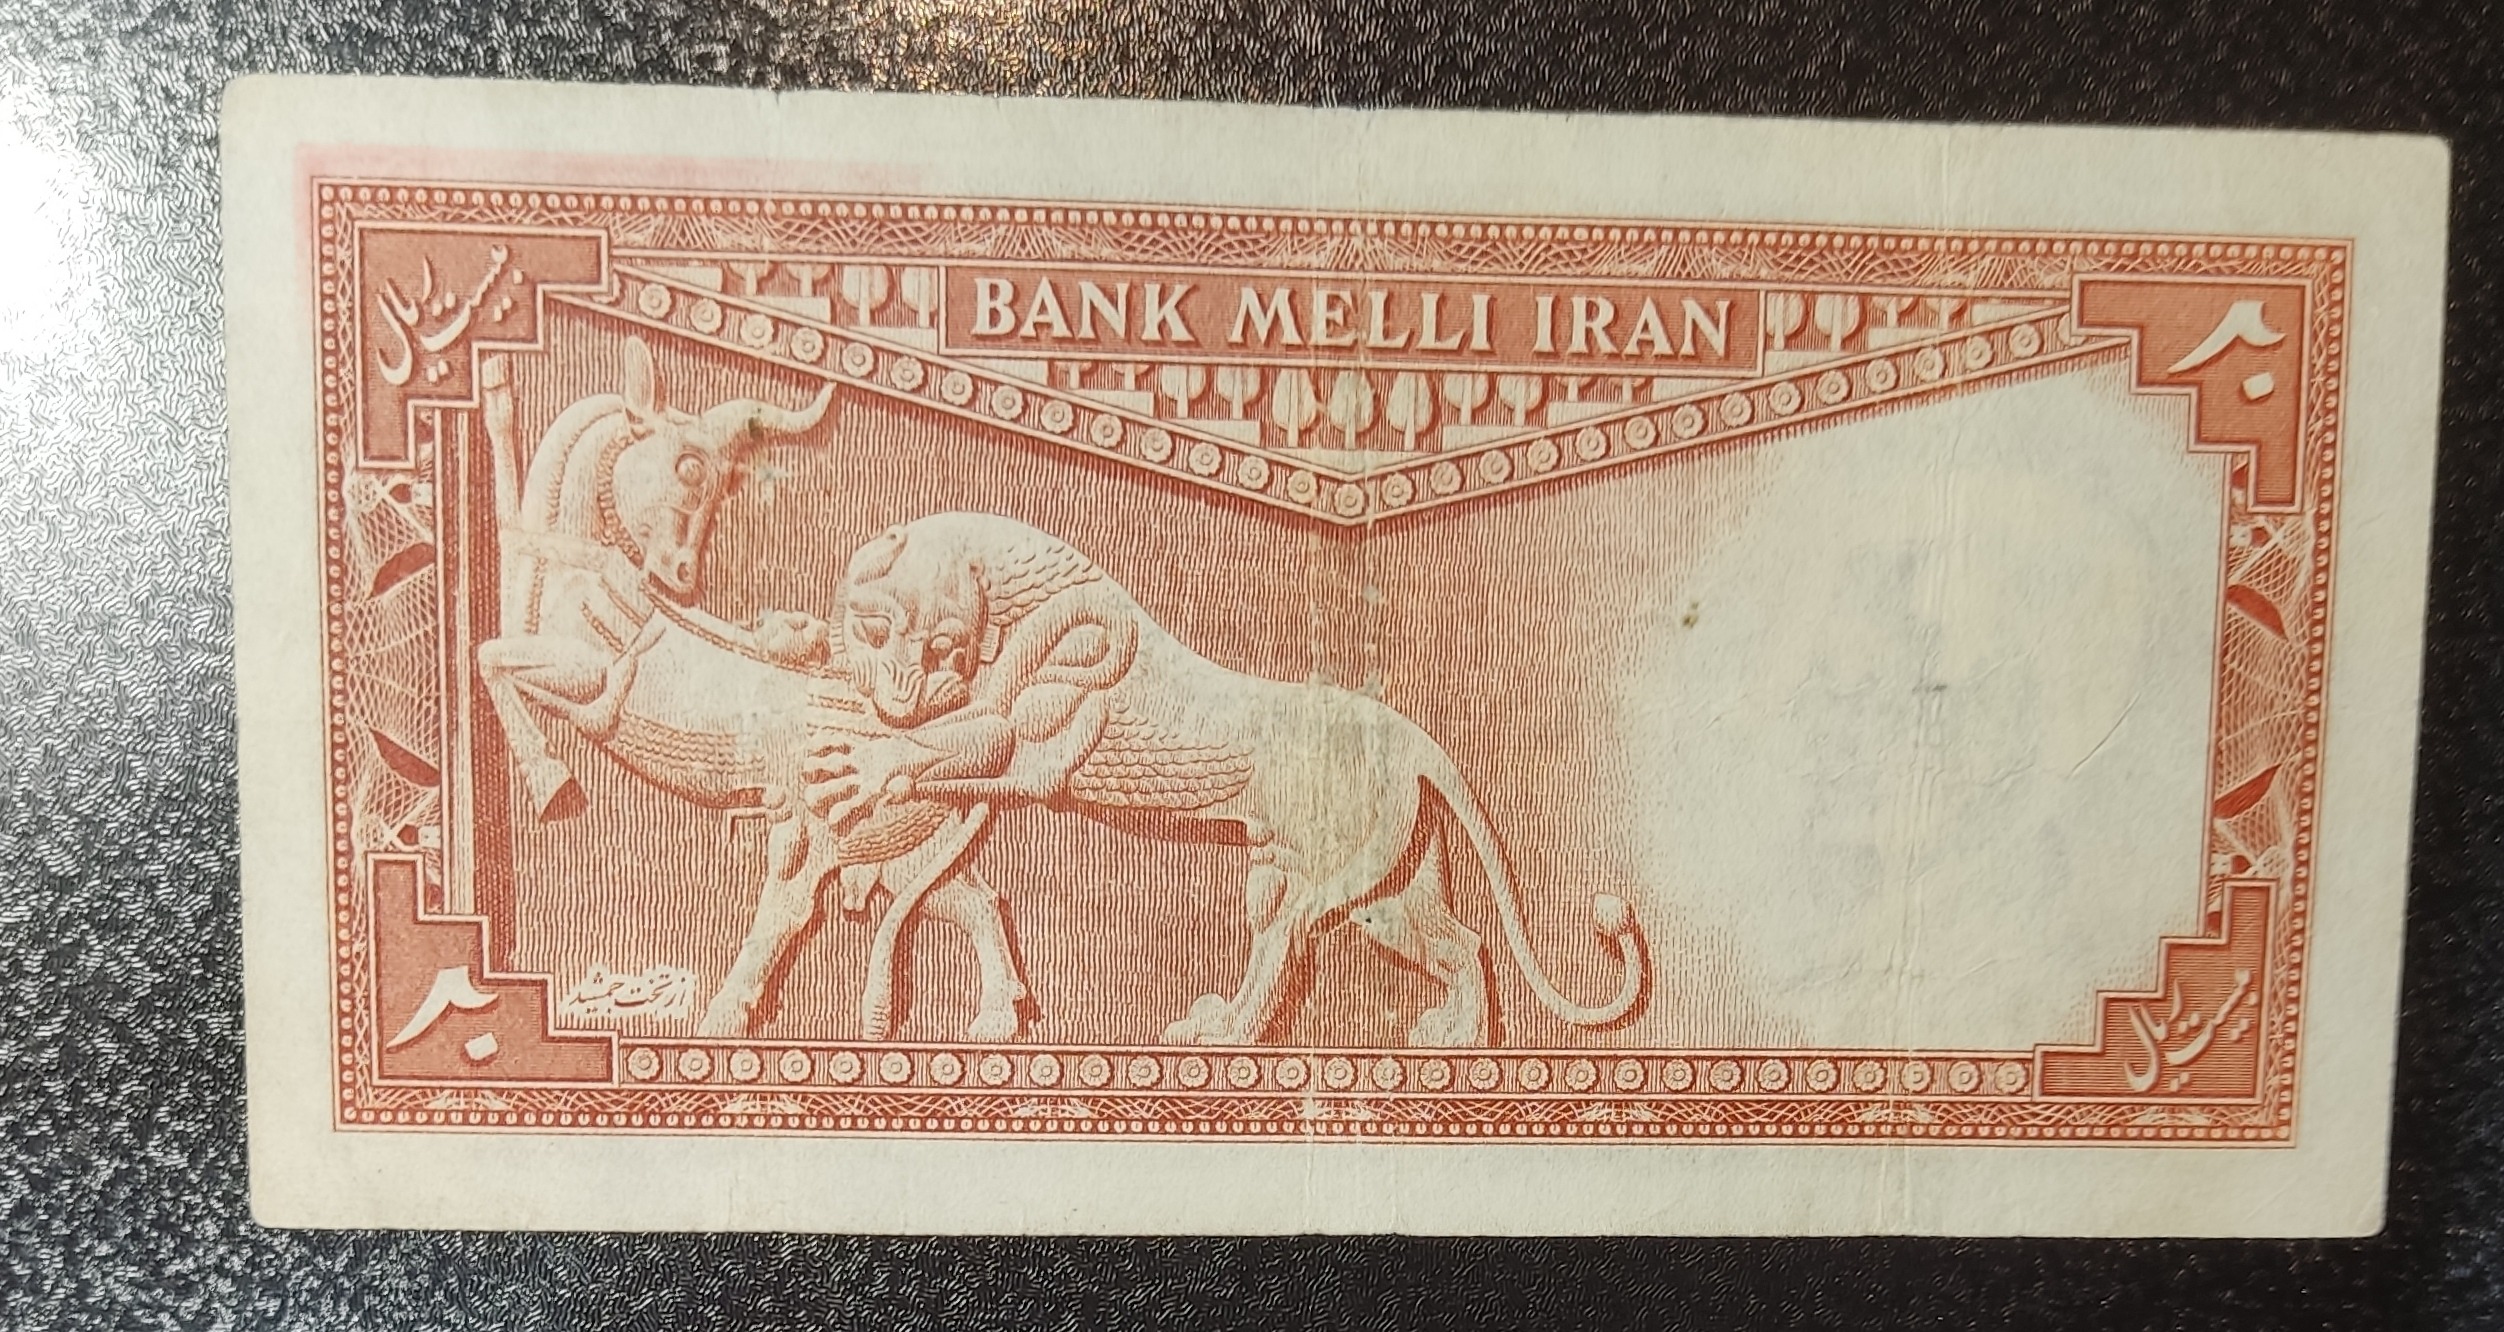 بیست ریال
BANK MELLI IRAN
۲۰
۲۰
از تخت جمشید
بیست ریال